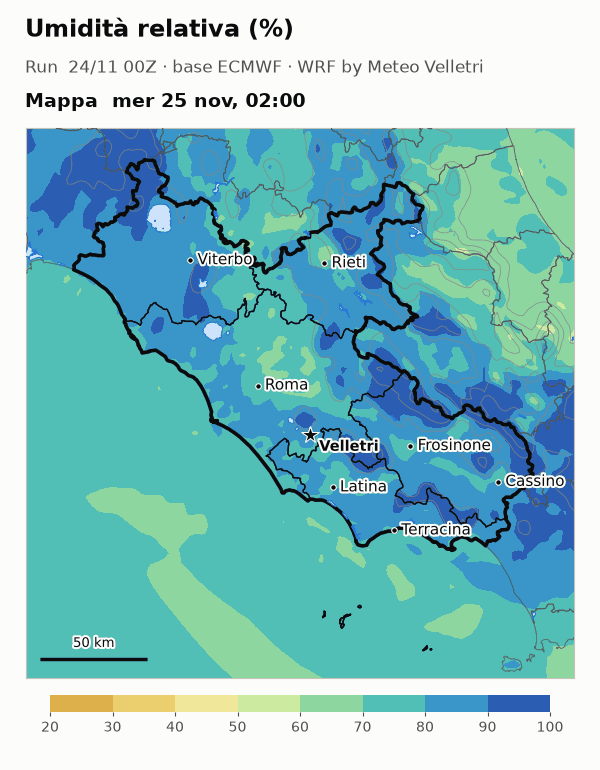 Umidità relativa (%)
Run  24/11 00Z · base ECMWF · WRF by Meteo Velletri
Mappa  mer 25 nov, 02:00
Viterbo
Rieti
Roma
Velletri
Frosinone
Cassino
Latina
Terracina
50 km
20 30 40 50 60 70 80 90 100